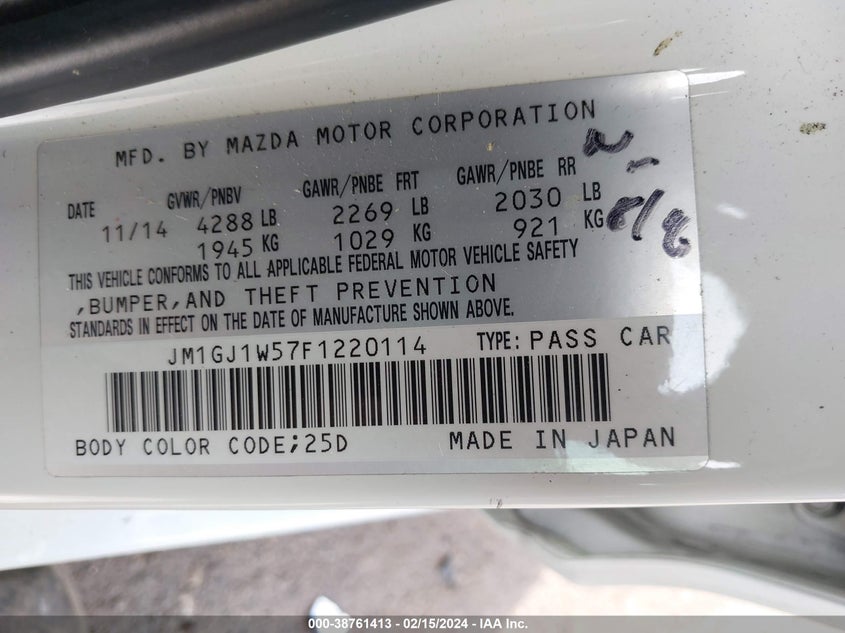 MFD. BY MAZDA MOTOR CORPORATION
DATE GVWR/PNBV GAWR/PNBE FRT GAWR/PNBE RR
11/14 4288 LB 2269 LB 2030 LB
1945 KG 1029 KG 921 KG
8/8
THIS VEHICLE CONFORMS TO ALL APPLICABLE FEDERAL MOTOR VEHICLE SAFETY
,BUMPER,AND THEFT PREVENTION
STANDARDS IN EFFECT ON THE DATE OF MANUFACTURE SHOWN ABOVE.
JM1GJ1W57F1220114 TYPE: PASS CAR
BODY COLOR CODE;25D MADE IN JAPAN
000-38761413 - 02/15/2024 - IAA Inc.